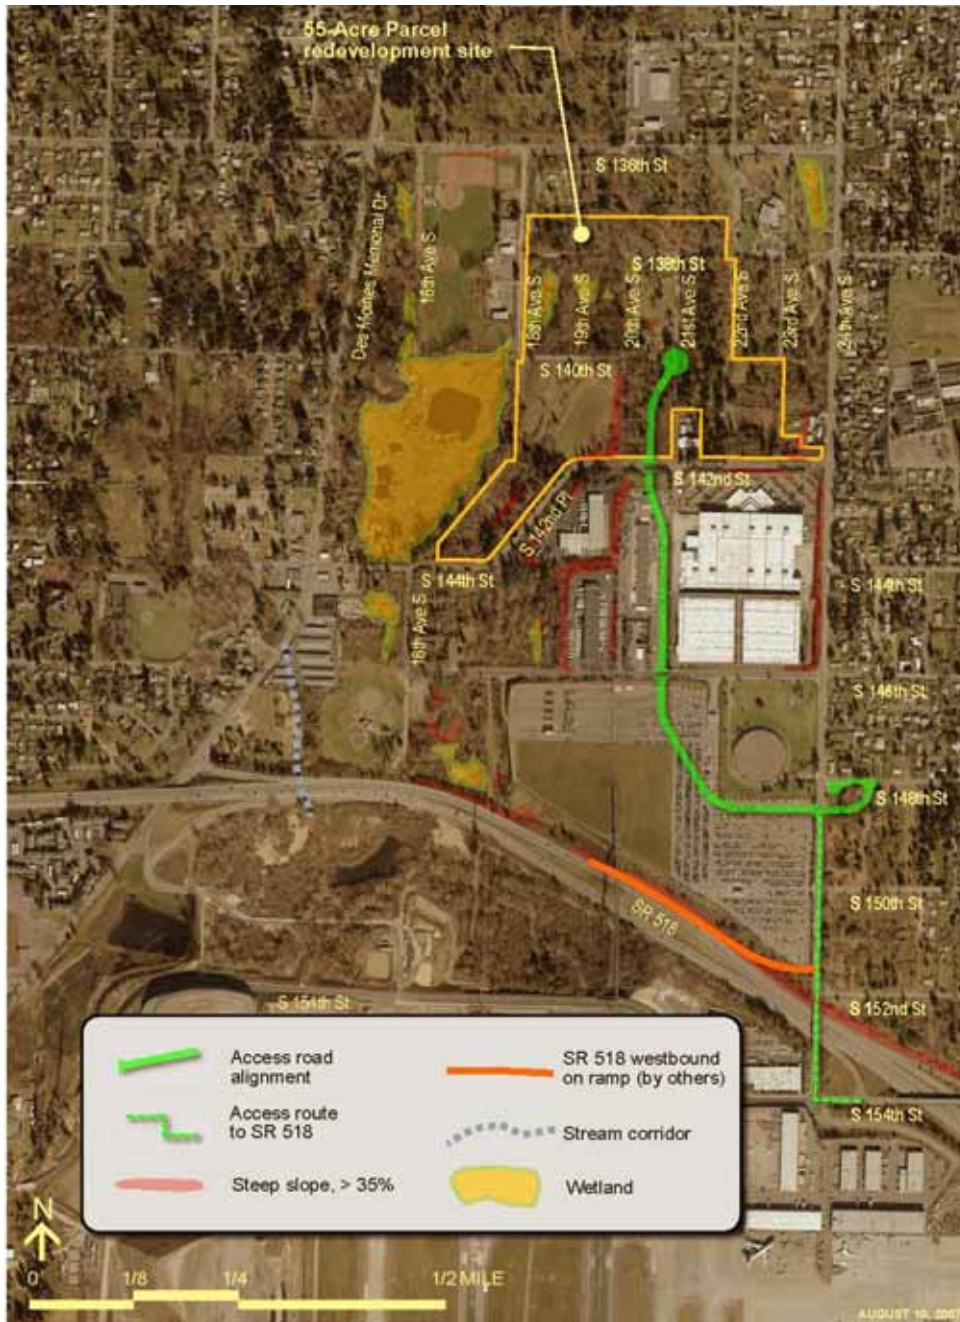 55-Acre Parcel
redevelopment site
S 136th St
Des Moines Memorial Dr
16th Ave S
S 138th St
18th Ave S
19th Ave S
20th Ave S
21st Ave S
22nd Ave S
23rd Ave S
24th Ave S
S 140th St
S 142nd St
S 142nd Pl
S 144th St
S 144th St
16th Ave S
S 146th St
S 148th St
S 150th St
SR 518
S 152nd St
S 154th St
S 154th St
Access road
alignment
SR 518 westbound
on ramp (by others)
Access route
to SR 518
Stream corridor
Steep slope, > 35%
Wetland
N
0 1/8 1/4 1/2 MILE
AUGUST 10, 2007